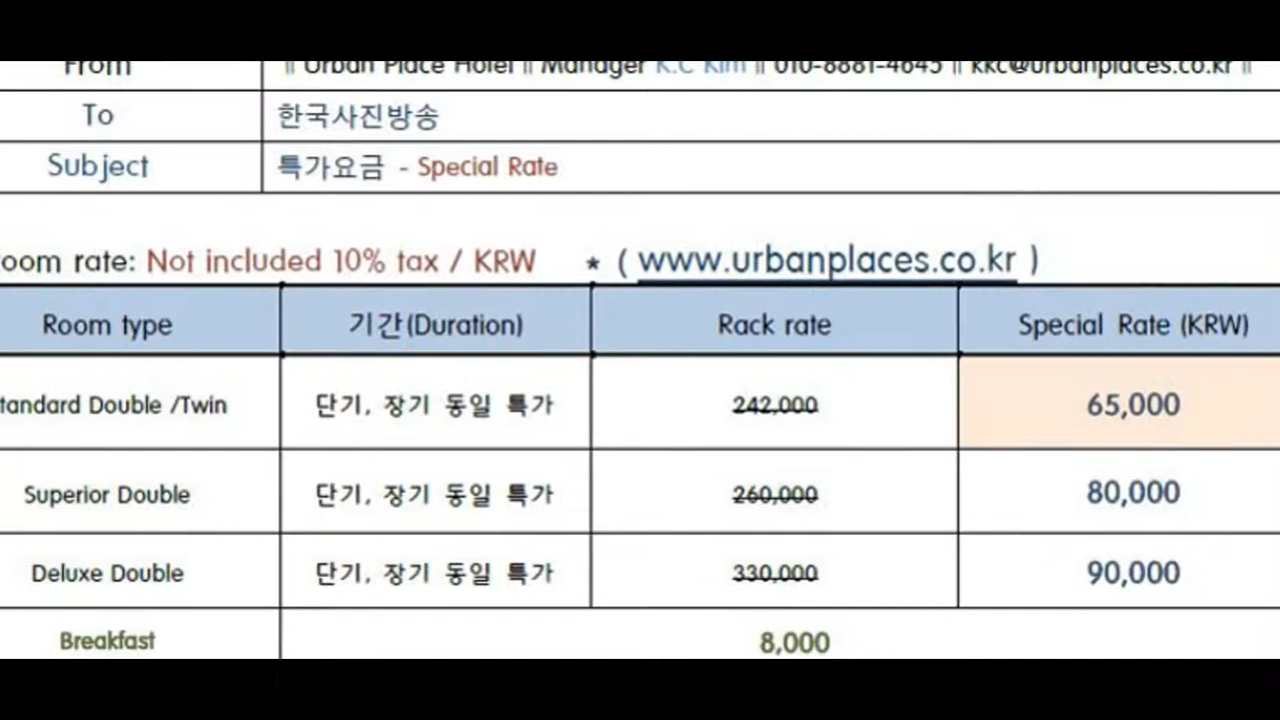 From || Urban Place Hotel || Manager K.C Kim || 010-8881-4645 || kkc@urbanplaces.co.kr ||
To 한국사진방송
Subject 특가요금 - Special Rate
oom rate: Not included 10% tax / KRW * ( www.urbanplaces.co.kr )
Room type 기간(Duration) Rack rate Special Rate (KRW)
tandard Double /Twin 단기, 장기 동일 특가 242,000 65,000
Superior Double 단기, 장기 동일 특가 260,000 80,000
Deluxe Double 단기, 장기 동일 특가 330,000 90,000
Breakfast 8,000